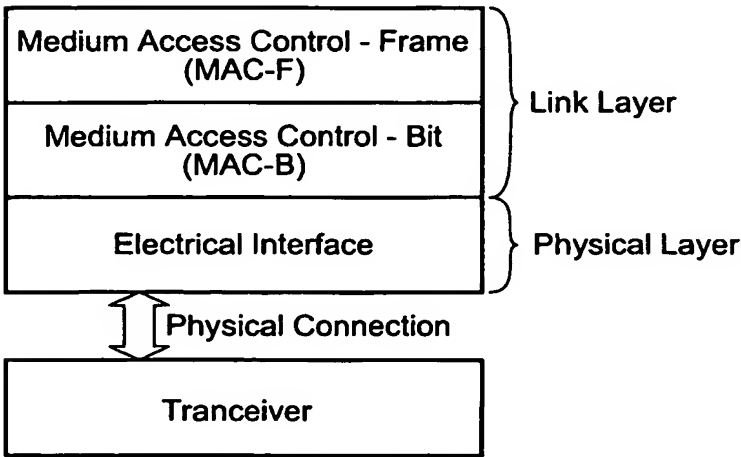 Medium Access Control - Frame
(MAC-F)
Medium Access Control - Bit
(MAC-B)
Link Layer
Electrical Interface
Physical Layer
Physical Connection
Tranceiver